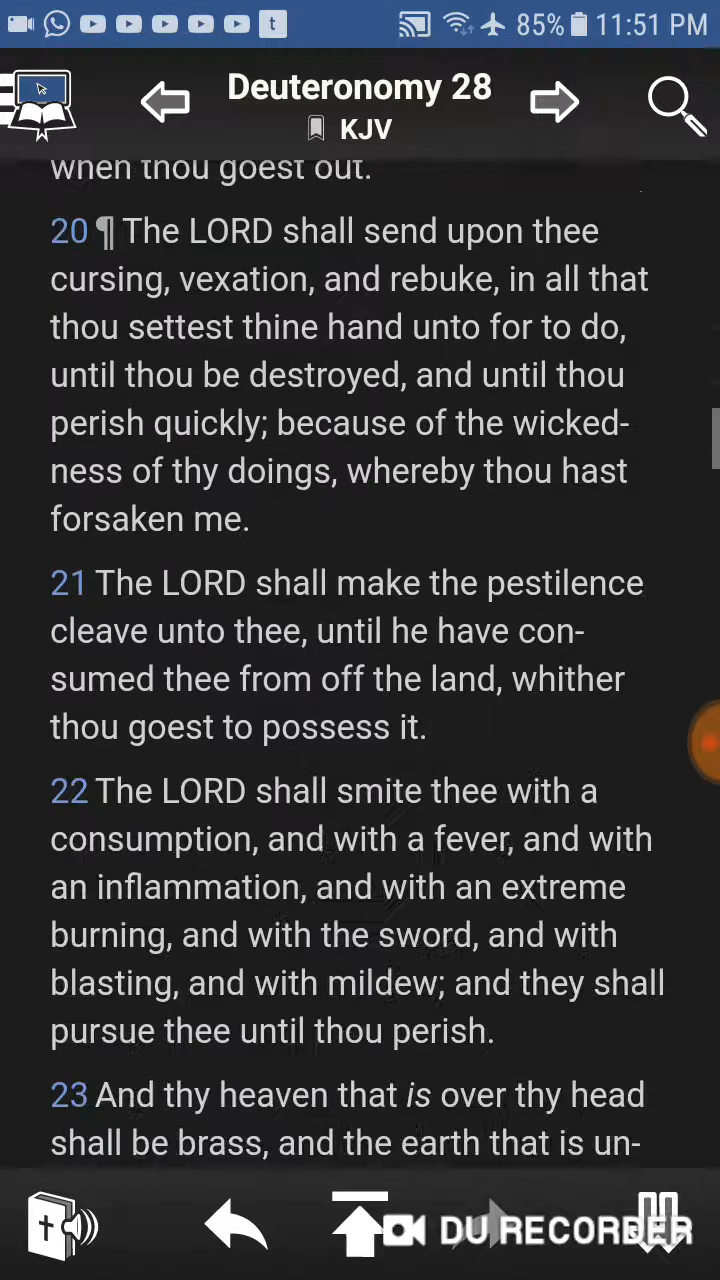 t 85% 11:51 PM
Deuteronomy 28
KJV
when thou goest out.
20 ¶ The LORD shall send upon thee
cursing, vexation, and rebuke, in all that
thou settest thine hand unto for to do,
until thou be destroyed, and until thou
perish quickly; because of the wicked-
ness of thy doings, whereby thou hast
forsaken me.
21 The LORD shall make the pestilence
cleave unto thee, until he have con-
sumed thee from off the land, whither
thou goest to possess it.
22 The LORD shall smite thee with a
consumption, and with a fever, and with
an inflammation, and with an extreme
burning, and with the sword, and with
blasting, and with mildew; and they shall
pursue thee until thou perish.
23 And thy heaven that is over thy head
shall be brass, and the earth that is un-
DU RECORDER